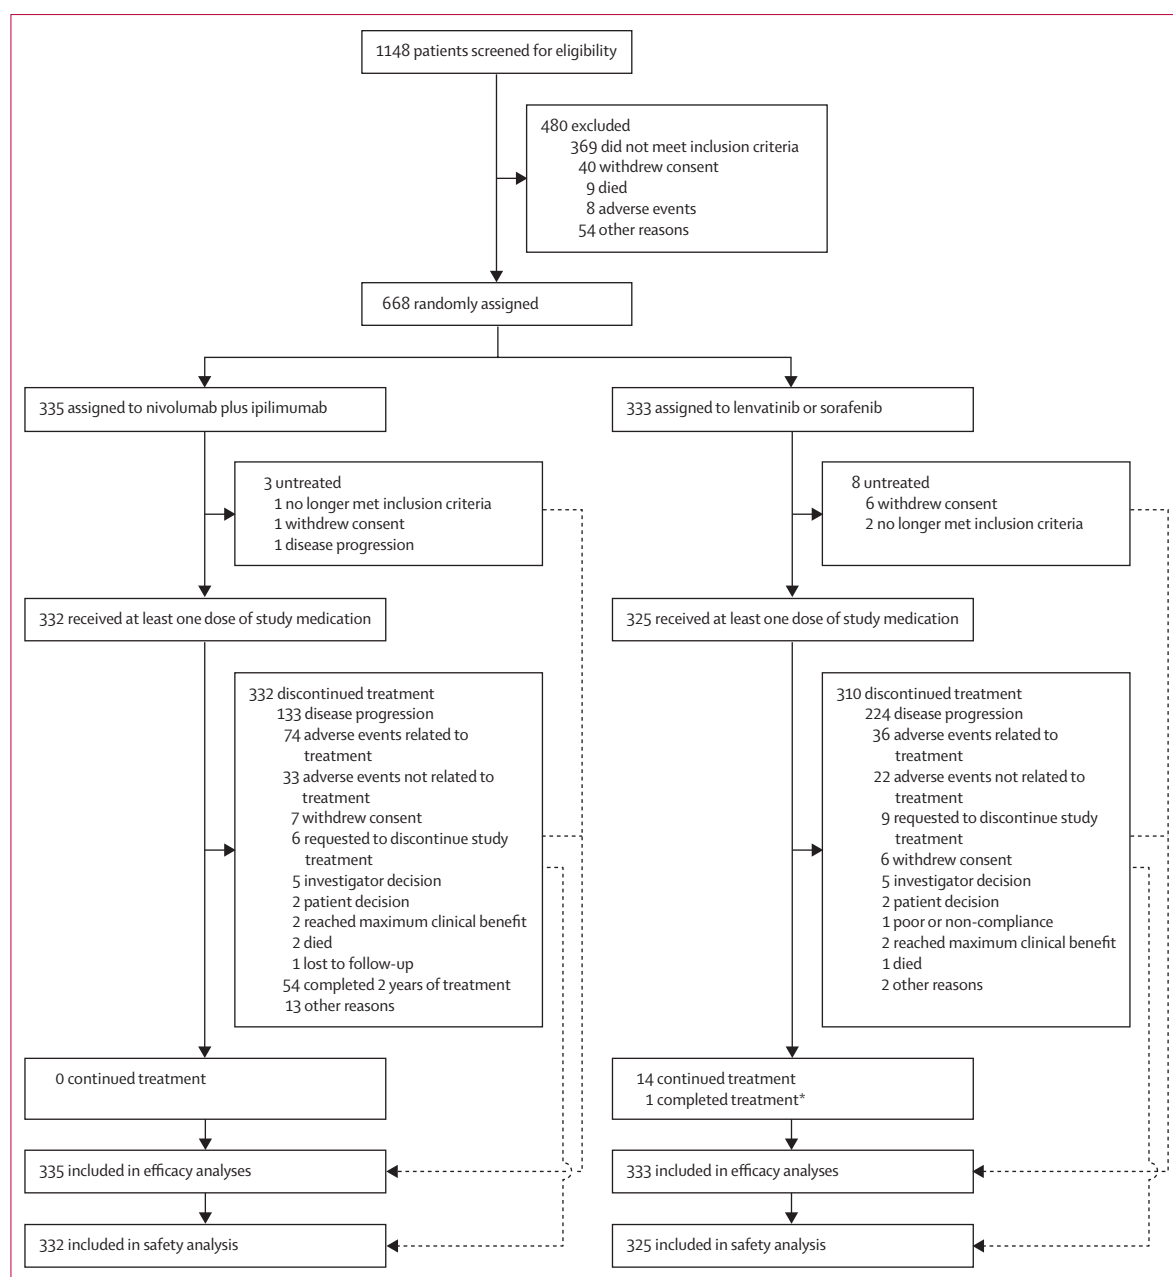 1148 patients screened for eligibility
480 excluded
369 did not meet inclusion criteria
40 withdrew consent
9 died
8 adverse events
54 other reasons
668 randomly assigned
335 assigned to nivolumab plus ipilimumab
333 assigned to lenvatinib or sorafenib
3 untreated
1 no longer met inclusion criteria
1 withdrew consent
1 disease progression
8 untreated
6 withdrew consent
2 no longer met inclusion criteria
332 received at least one dose of study medication
325 received at least one dose of study medication
332 discontinued treatment
133 disease progression
74 adverse events related to
treatment
33 adverse events not related to
treatment
7 withdrew consent
6 requested to discontinue study
treatment
5 investigator decision
2 patient decision
2 reached maximum clinical benefit
2 died
1 lost to follow-up
54 completed 2 years of treatment
13 other reasons
310 discontinued treatment
224 disease progression
36 adverse events related to
treatment
22 adverse events not related to
treatment
9 requested to discontinue study
treatment
6 withdrew consent
5 investigator decision
2 patient decision
1 poor or non-compliance
2 reached maximum clinical benefit
1 died
2 other reasons
0 continued treatment
14 continued treatment
1 completed treatment*
335 included in efficacy analyses
333 included in efficacy analyses
332 included in safety analysis
325 included in safety analysis